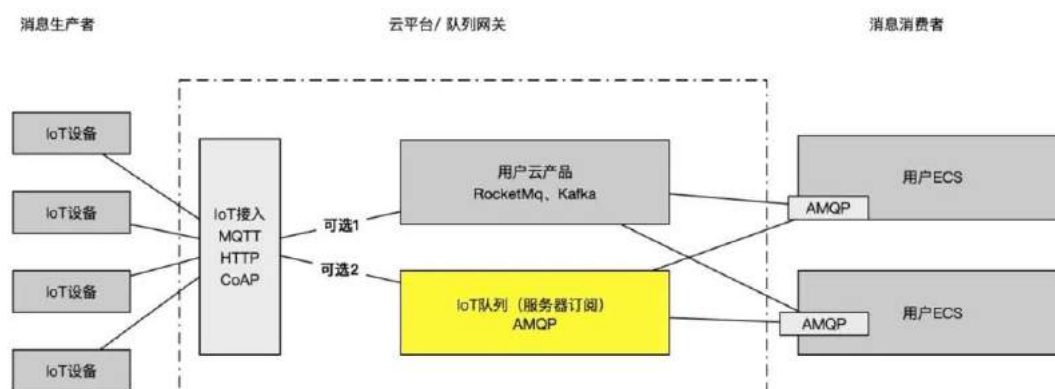 消息生产者
云平台/ 队列网关
消息消费者
IoT设备
IoT设备
IoT设备
IoT设备
IoT接入
MQTT
HTTP
CoAP
可选1
可选2
用户云产品
RocketMq、Kafka
IoT队列（服务器订阅）
AMQP
用户ECS
AMQP
用户ECS
AMQP